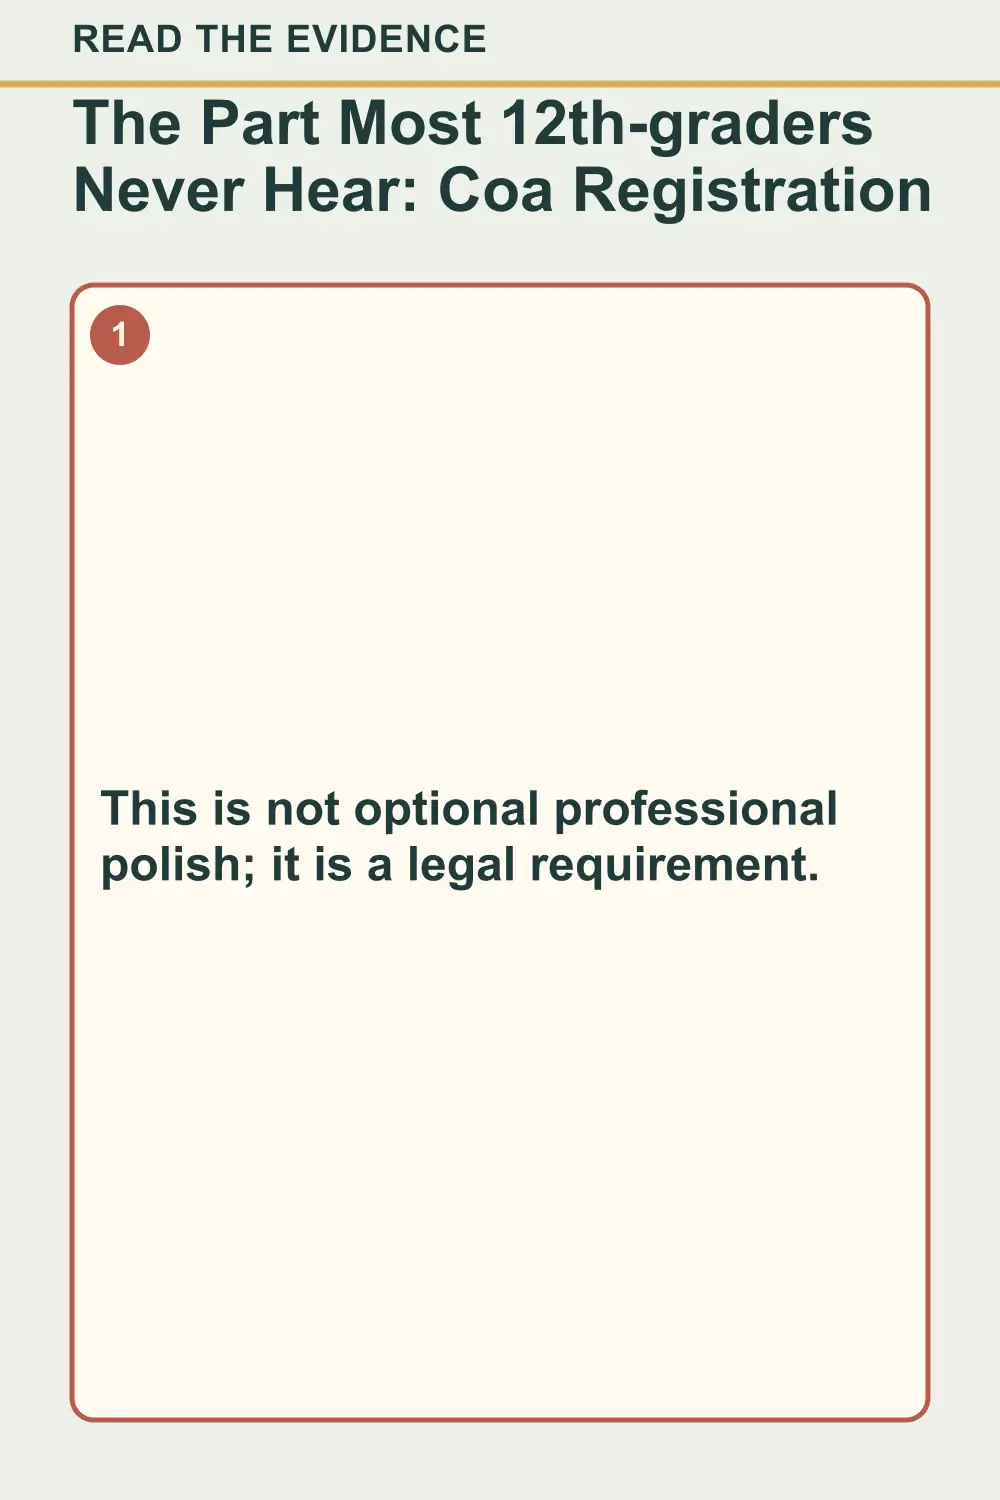 READ THE EVIDENCE
The Part Most 12th-graders
Never Hear: Coa Registration
1
This is not optional professional
polish; it is a legal requirement.